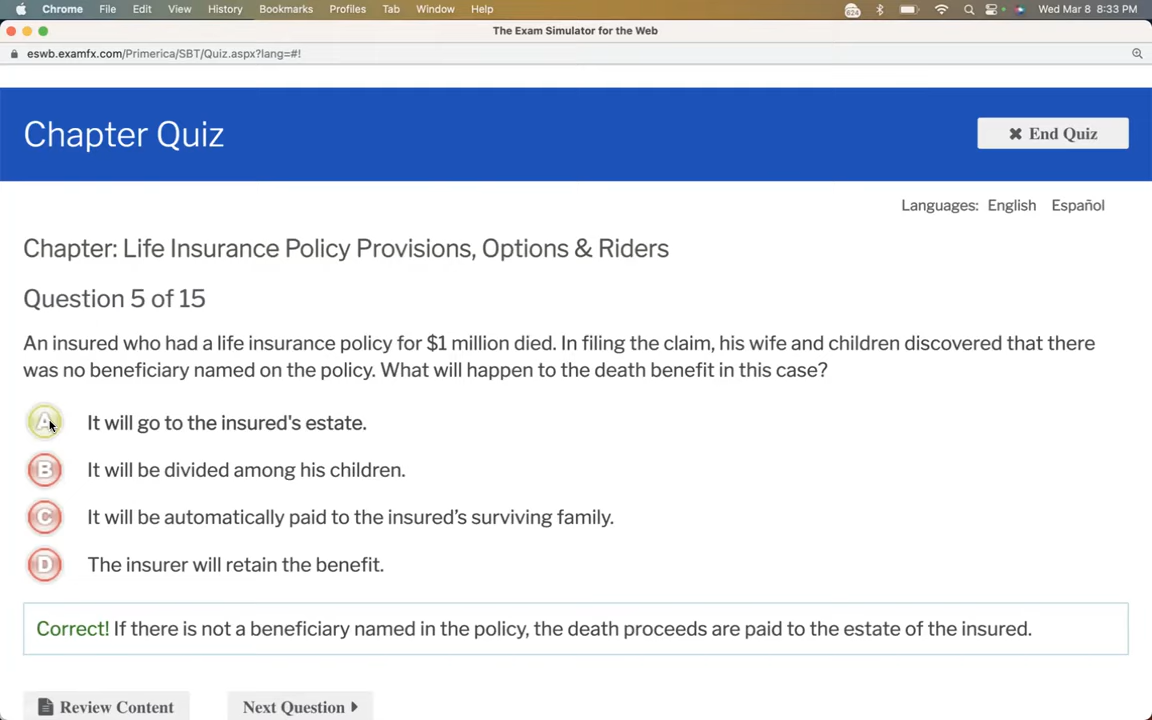 Chrome File Edit View History Bookmarks Profiles Tab Window Help 624 Wed Mar 8 8:33 PM
The Exam Simulator for the Web
eswb.examfx.com/Primerica/SBT/Quiz.aspx?lang=#!
Chapter Quiz
✖ End Quiz
Languages: English Español
Chapter: Life Insurance Policy Provisions, Options & Riders
Question 5 of 15
An insured who had a life insurance policy for $1 million died. In filing the claim, his wife and children discovered that there
was no beneficiary named on the policy. What will happen to the death benefit in this case?
A It will go to the insured's estate.
B It will be divided among his children.
C It will be automatically paid to the insured’s surviving family.
D The insurer will retain the benefit.
Correct! If there is not a beneficiary named in the policy, the death proceeds are paid to the estate of the insured.
Review Content Next Question